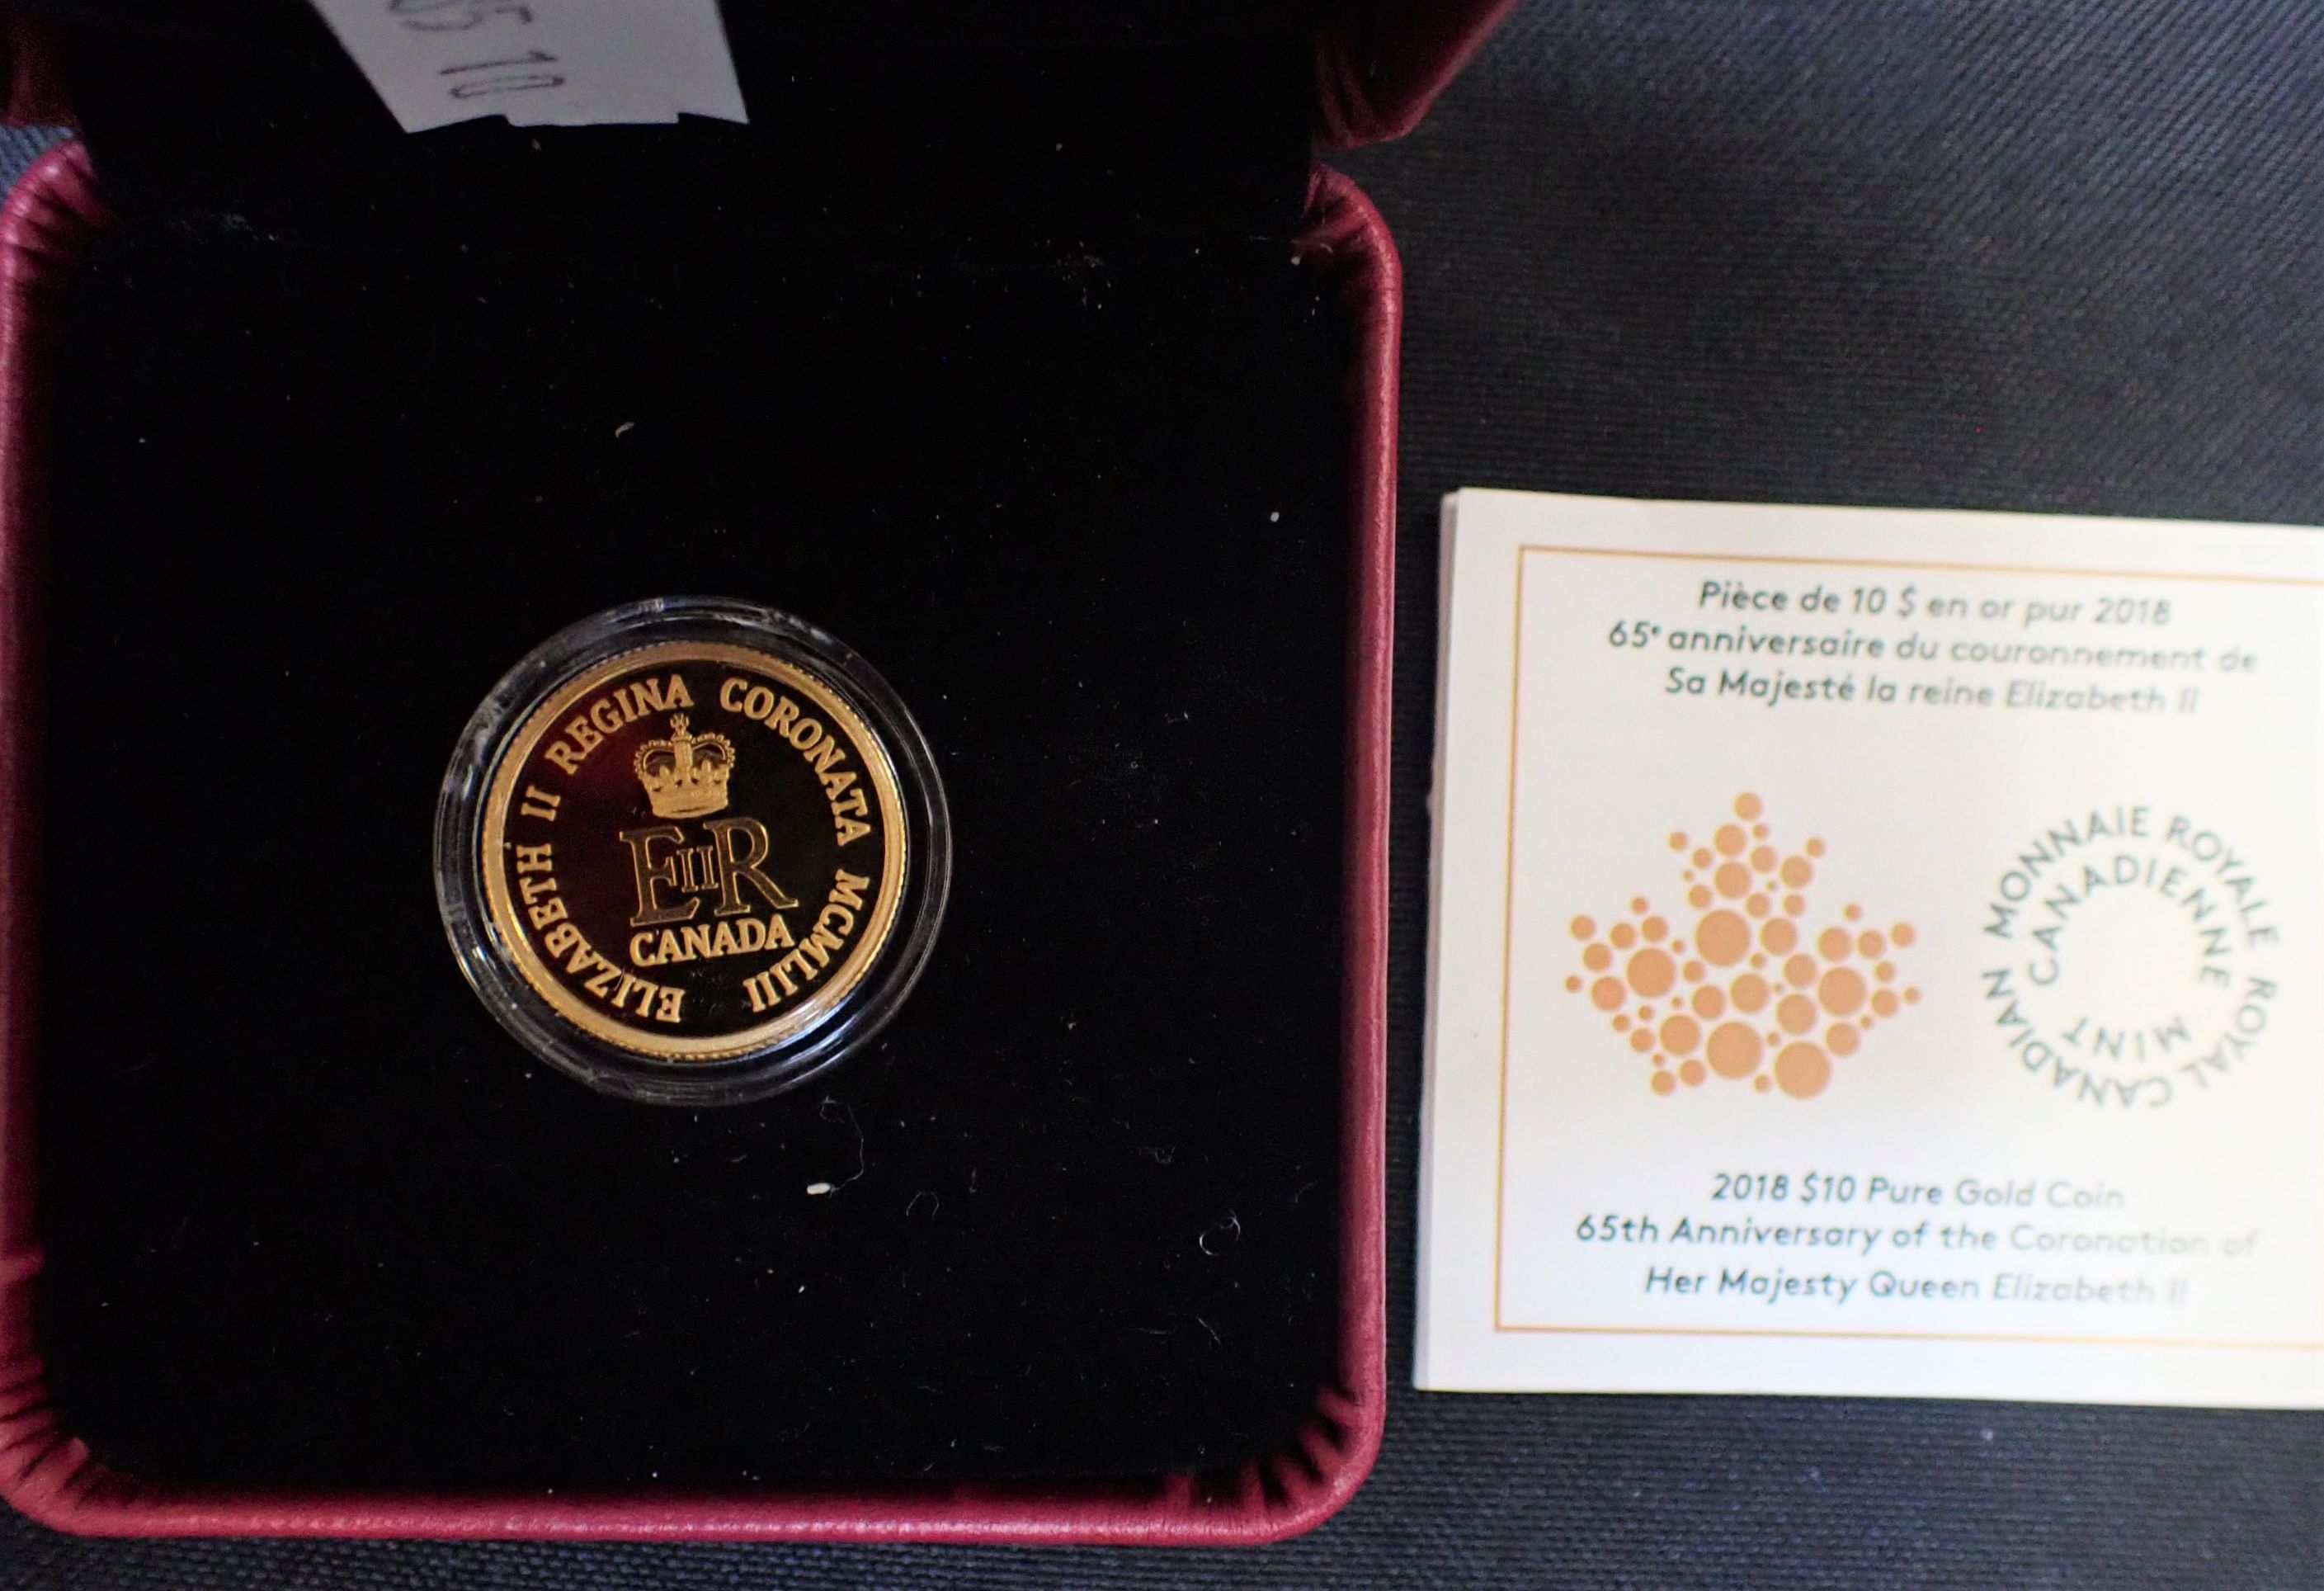 10
ELIZABETH II REGINA CORONATA MCMLIII
EIIR
CANADA
Pièce de 10 $ en or pur 2018
65e anniversaire du couronnement de
Sa Majesté la reine Elizabeth II
MONNAIE ROYALE
CANADIENNE
ROYAL CANADIAN
MINT
2018 $10 Pure Gold Coin
65th Anniversary of the Coronation of
Her Majesty Queen Elizabeth II